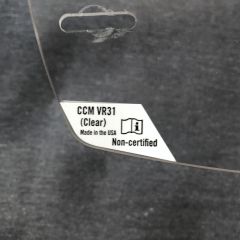 CCM VR31
(Clear)
Made in the USA
Non-certified